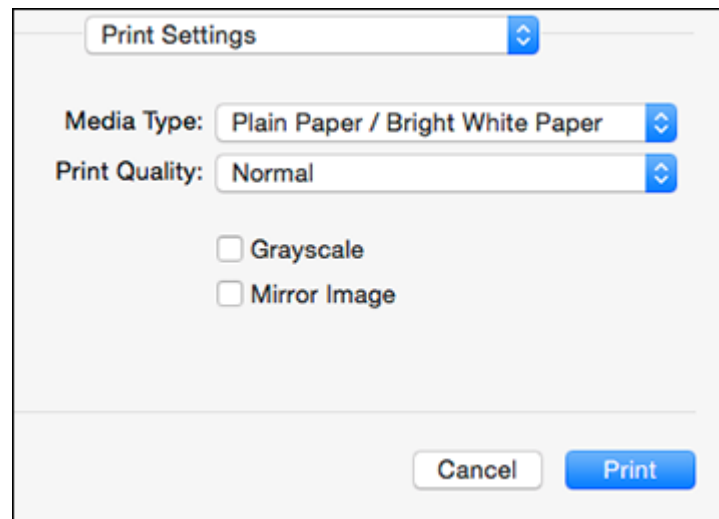 Print Settings
Media Type: Plain Paper / Bright White Paper
Print Quality: Normal
Grayscale
Mirror Image
Cancel Print